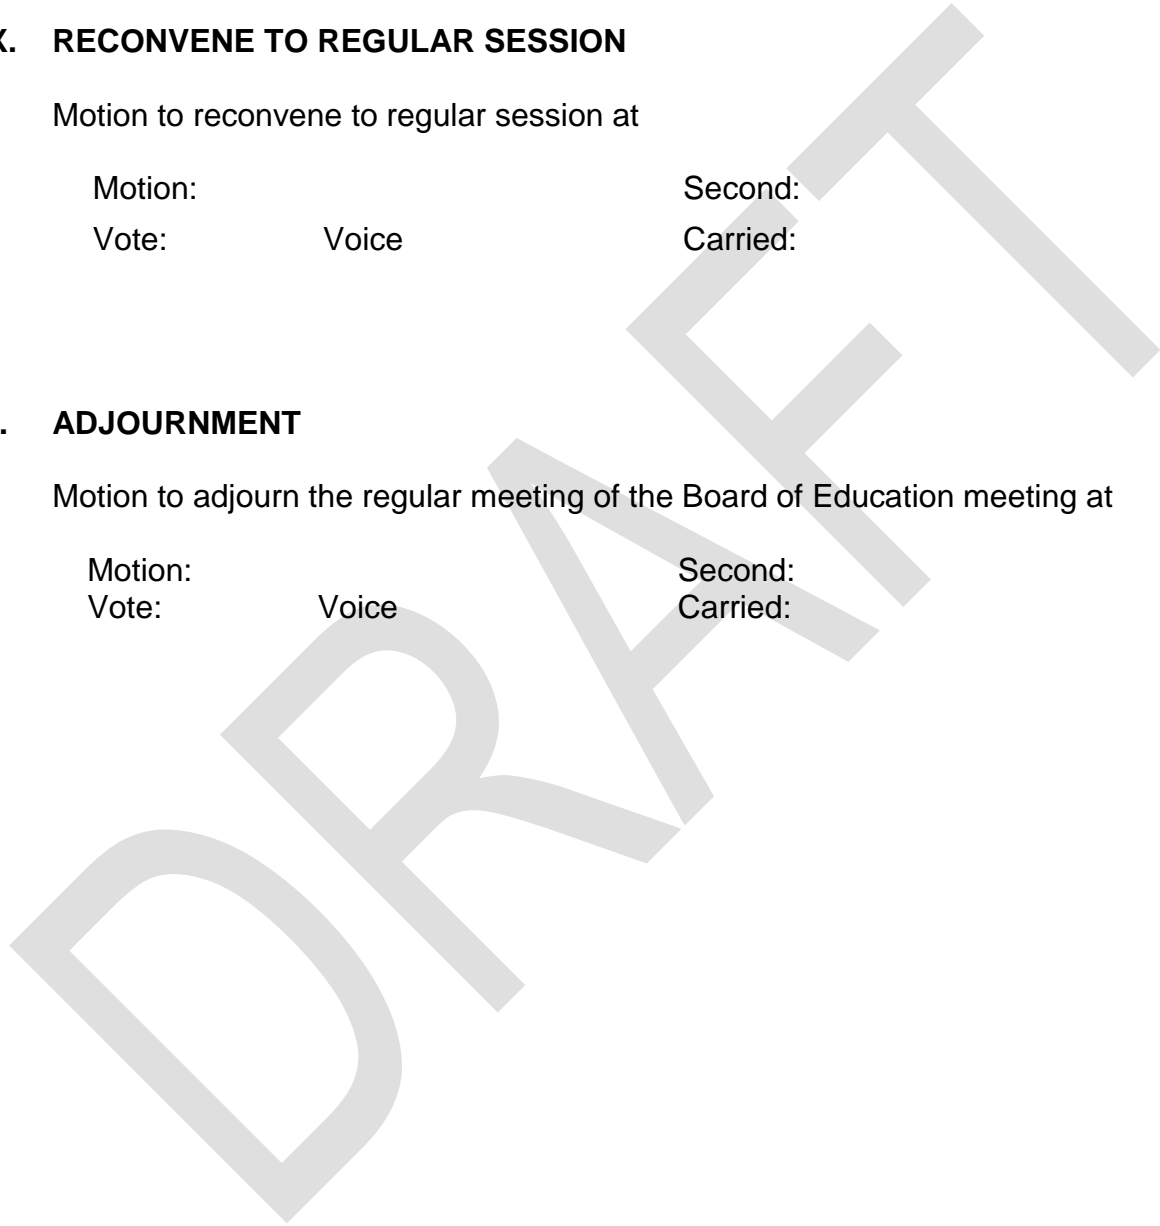 X. RECONVENE TO REGULAR SESSION
Motion to reconvene to regular session at
Motion: Second:
Vote: Voice Carried:
. ADJOURNMENT
Motion to adjourn the regular meeting of the Board of Education meeting at
Motion: Second:
Vote: Voice Carried:
DRAFT